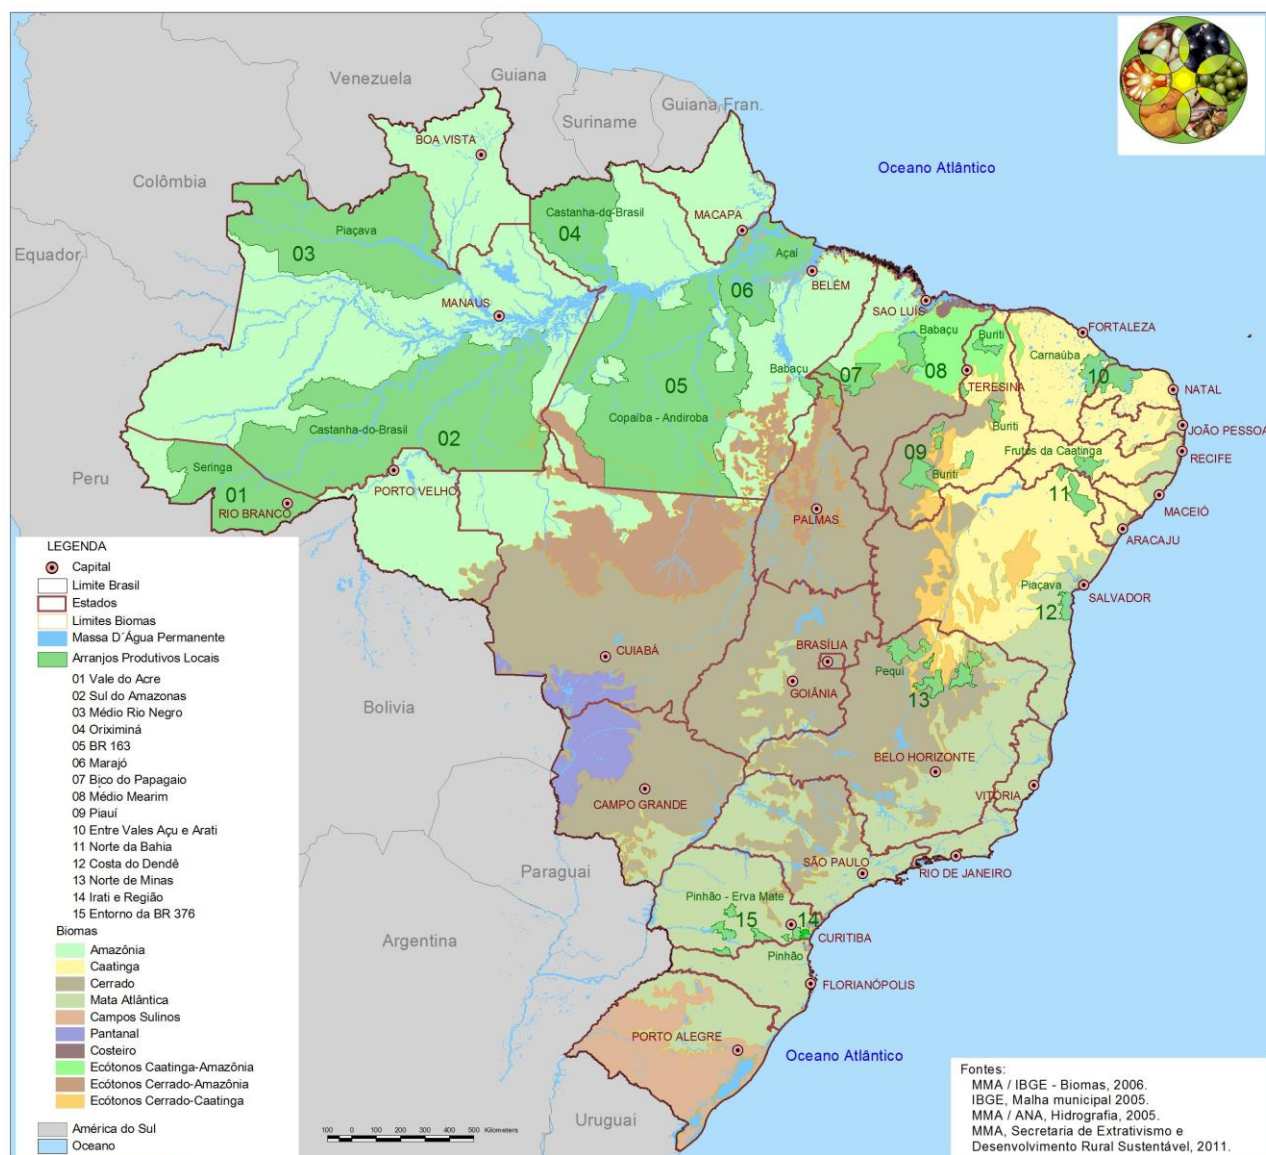 Venezuela
Guiana
Guiana Fran.
Suriname
Colômbia
Equador
Peru
Bolivia
Paraguai
Argentina
Uruguai
Oceano Atlântico
Oceano Atlântico
BOA VISTA
MACAPA
MANAUS
BELÉM
SAO LUÍS
FORTALEZA
TERESINA
NATAL
JOÃO PESSOA
RECIFE
MACEIÓ
ARACAJU
SALVADOR
PORTO VELHO
RIO BRANCO
PALMAS
CUIABÁ
BRASÍLIA
GOIÂNIA
BELO HORIZONTE
VITÓRIA
CAMPO GRANDE
SÃO PAULO
RIO DE JANEIRO
CURITIBA
FLORIANÓPOLIS
PORTO ALEGRE
Piaçava
03
Castanha-do-Brasil
04
Açai
06
Babaçu
08
Buriti
Carnaúba
10
Babaçu
07
05
Copaiba - Andiroba
Castanha-do-Brasil
02
Seringa
01
Buriti
09
Buriti
Frutos da Caatinga
11
Piaçava
12
Pequi
13
Pinhão - Erva Mate
15
14
Pinhão
LEGENDA
Capital
Limite Brasil
Estados
Limites Biomas
Massa D´Água Permanente
Arranjos Produtivos Locais
01 Vale do Acre
02 Sul do Amazonas
03 Médio Rio Negro
04 Oriximiná
05 BR 163
06 Marajó
07 Bico do Papagaio
08 Médio Mearim
09 Piauí
10 Entre Vales Açu e Arati
11 Norte da Bahia
12 Costa do Dendê
13 Norte de Minas
14 Irati e Região
15 Entorno da BR 376
Biomas
Amazônia
Caatinga
Cerrado
Mata Atlântica
Campos Sulinos
Pantanal
Costeiro
Ecótonos Caatinga-Amazônia
Ecótonos Cerrado-Amazônia
Ecótonos Cerrado-Caatinga
América do Sul
Oceano
100 0 100 200 300 400 500 Kilometers
Fontes:
MMA / IBGE - Biomas, 2006.
IBGE, Malha municipal 2005.
MMA / ANA, Hidrografia, 2005.
MMA, Secretaria de Extrativismo e
Desenvolvimento Rural Sustentável, 2011.